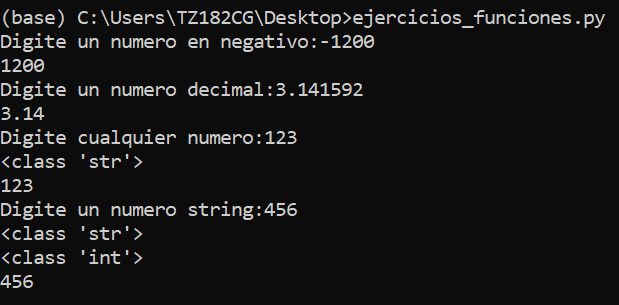 (base) C:\Users\TZ182CG\Desktop>ejercicios_funciones.py
Digite un numero en negativo:-1200
1200
Digite un numero decimal:3.141592
3.14
Digite cualquier numero:123
<class 'str'>
123
Digite un numero string:456
<class 'str'>
<class 'int'>
456